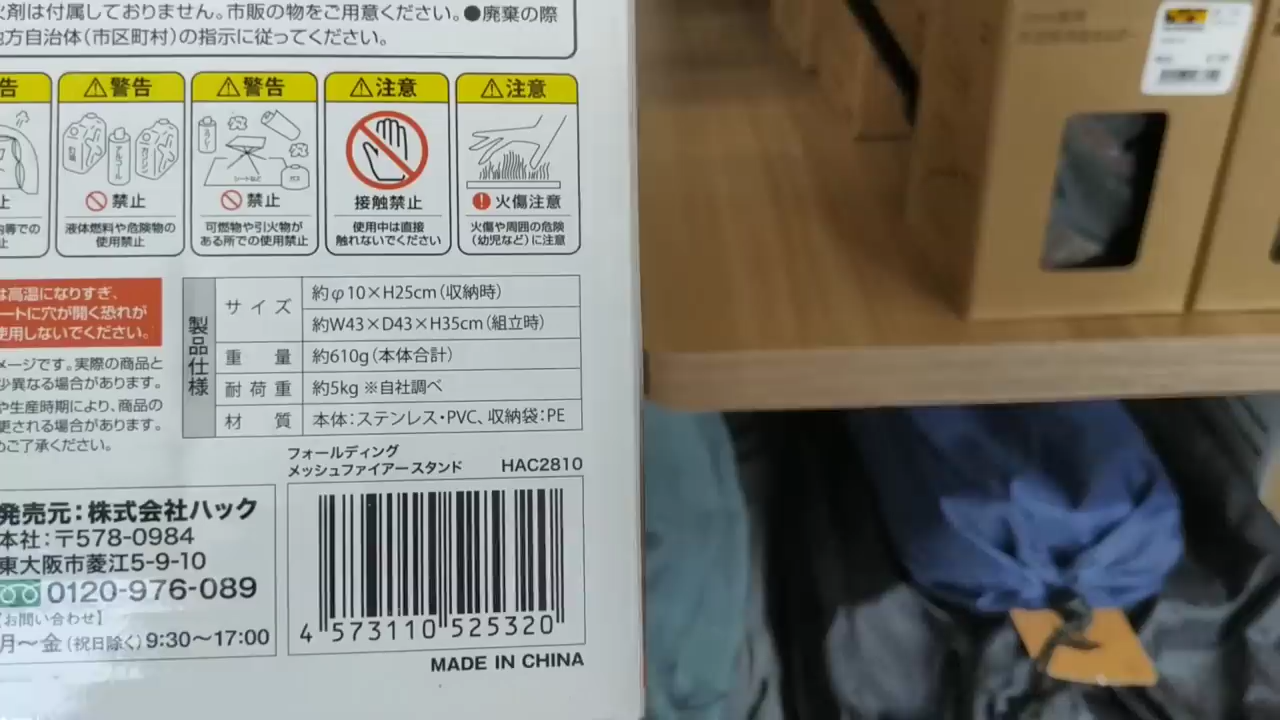 火剤は付属しておりません。市販の物をご用意ください。●廃棄の際
地方自治体(市区町村)の指示に従ってください。
告
⚠警告
⚠警告
⚠注意
⚠注意
灯油
アルコール
ガソリン
止
禁止
禁止
接触禁止
火傷注意
内等での
止
液体燃料や危険物の
使用禁止
可燃物や引火物が
ある所での使用禁止
使用中は直接
触れないでください
火傷や周囲の危険
(幼児など)に注意
は高温になりすぎ、
ートに穴が開く恐れが
使用しないでください。
メージです。実際の商品と
少異なる場合があります。
や生産時期により、商品の
更される場合があります。
めご了承ください。
製品仕様
サイズ 約φ10×H25cm(収納時)
約W43×D43×H35cm(組立時)
重量 約610g(本体合計)
耐荷重 約5kg ※自社調べ
材質 本体:ステンレス・PVC、収納袋:PE
フォールディング
メッシュファイアースタンド HAC2810
発売元:株式会社ハック
本社:〒578-0984
東大阪市菱江5-9-10
0120-976-089
【お問い合わせ】
月〜金(祝日除く)9:30〜17:00
4 573110 525320
MADE IN CHINA